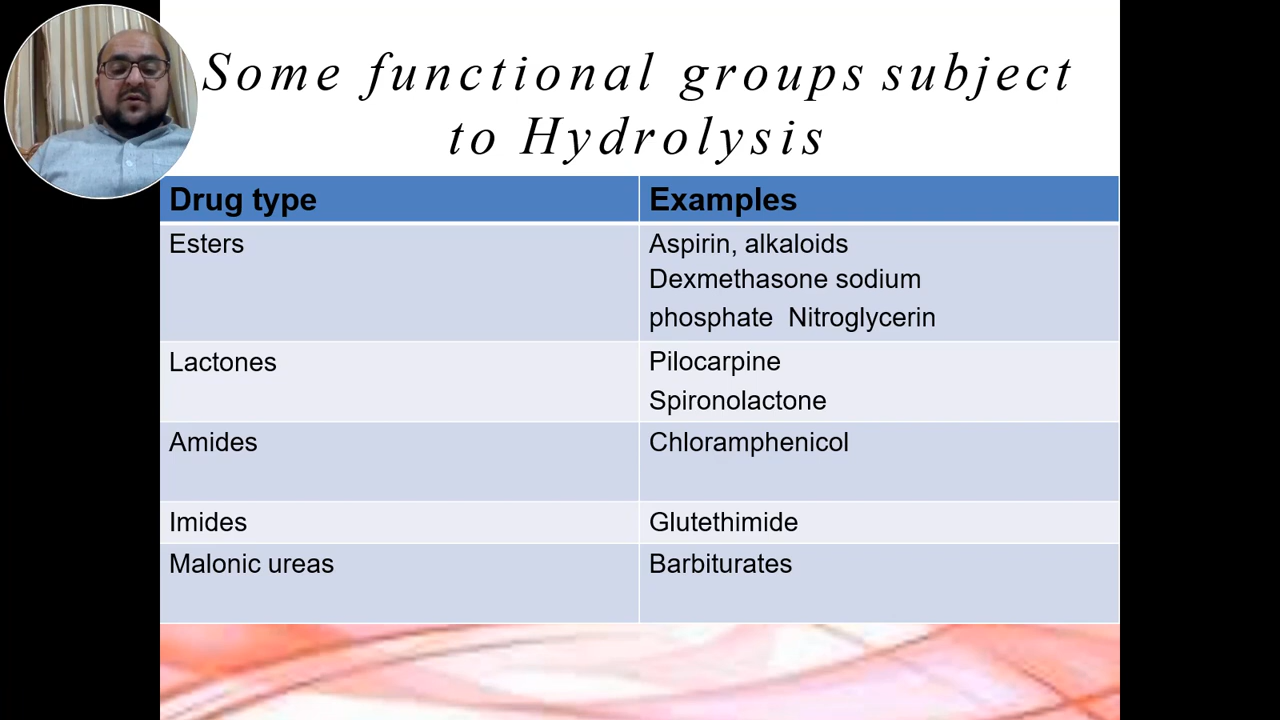 Some functional groups subject
to Hydrolysis
Drug type
Examples
Esters
Aspirin, alkaloids
Dexmethasone sodium
phosphate Nitroglycerin
Lactones
Pilocarpine
Spironolactone
Amides
Chloramphenicol
Imides
Glutethimide
Malonic ureas
Barbiturates